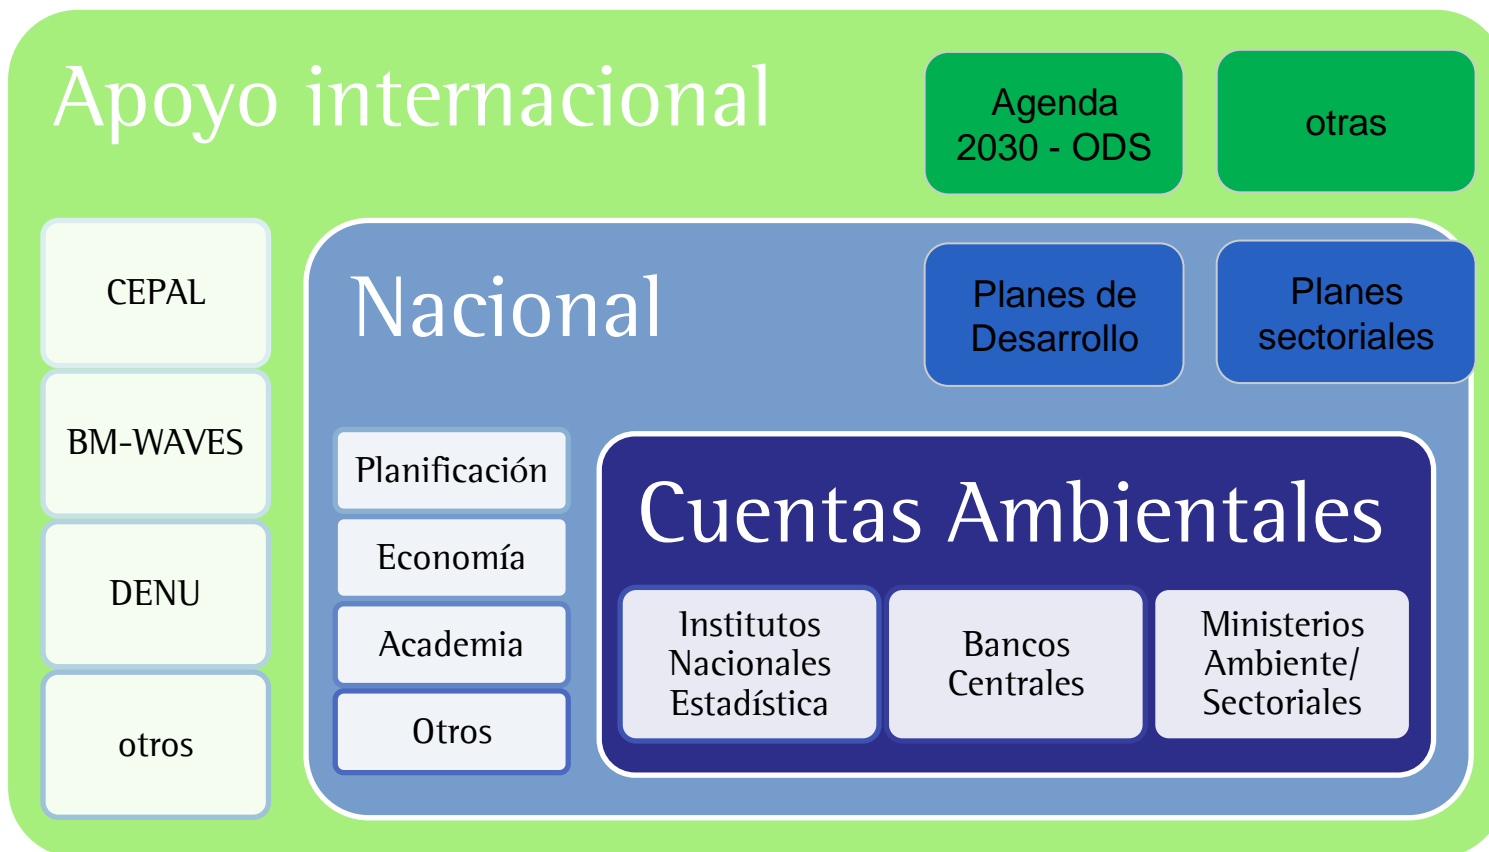 Apoyo internacional
Agenda
2030 - ODS
otras
CEPAL
BM-WAVES
DENU
otros
Nacional
Planes de
Desarrollo
Planes
sectoriales
Planificación
Economía
Academia
Otros
Cuentas Ambientales
Institutos
Nacionales
Estadística
Bancos
Centrales
Ministerios
Ambiente/
Sectoriales